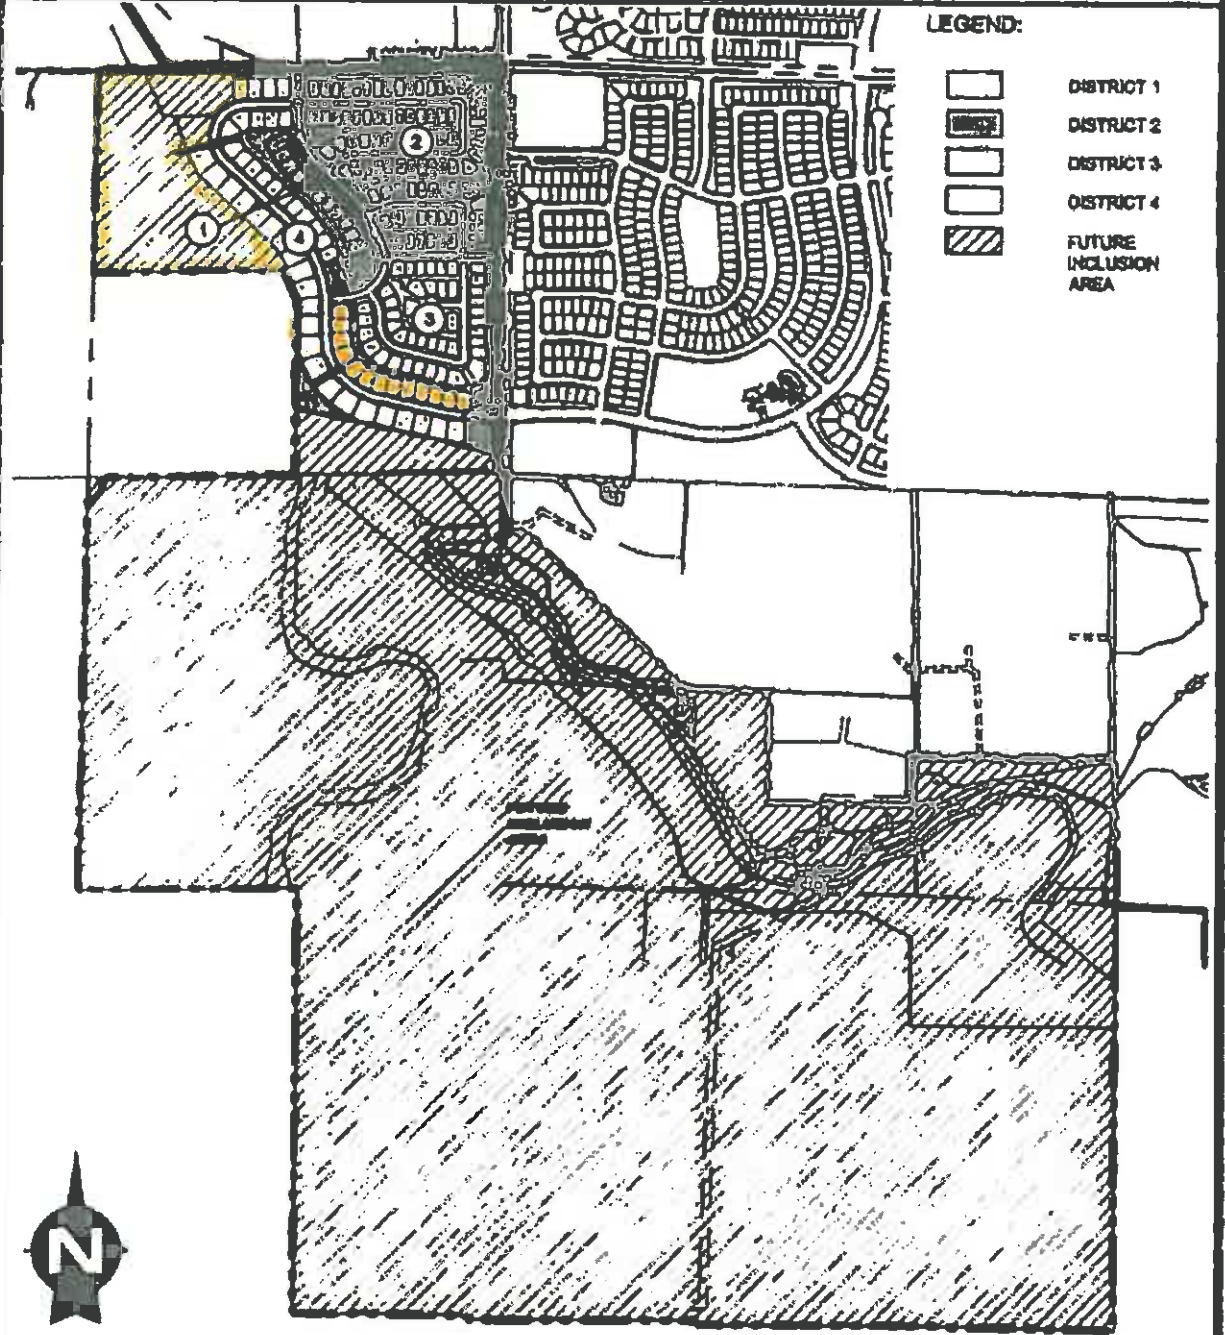 LEGEND:
DISTRICT 1
DISTRICT 2
DISTRICT 3
DISTRICT 4
FUTURE
INCLUSION
AREA
2
1
4
3
N